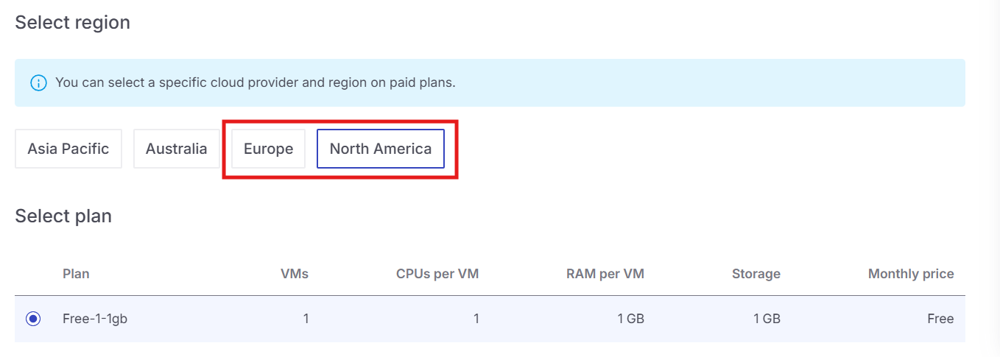 Select region
You can select a specific cloud provider and region on paid plans.
Asia Pacific Australia Europe North America
Select plan
Plan VMs CPUs per VM RAM per VM Storage Monthly price
Free-1-1gb 1 1 1 GB 1 GB Free